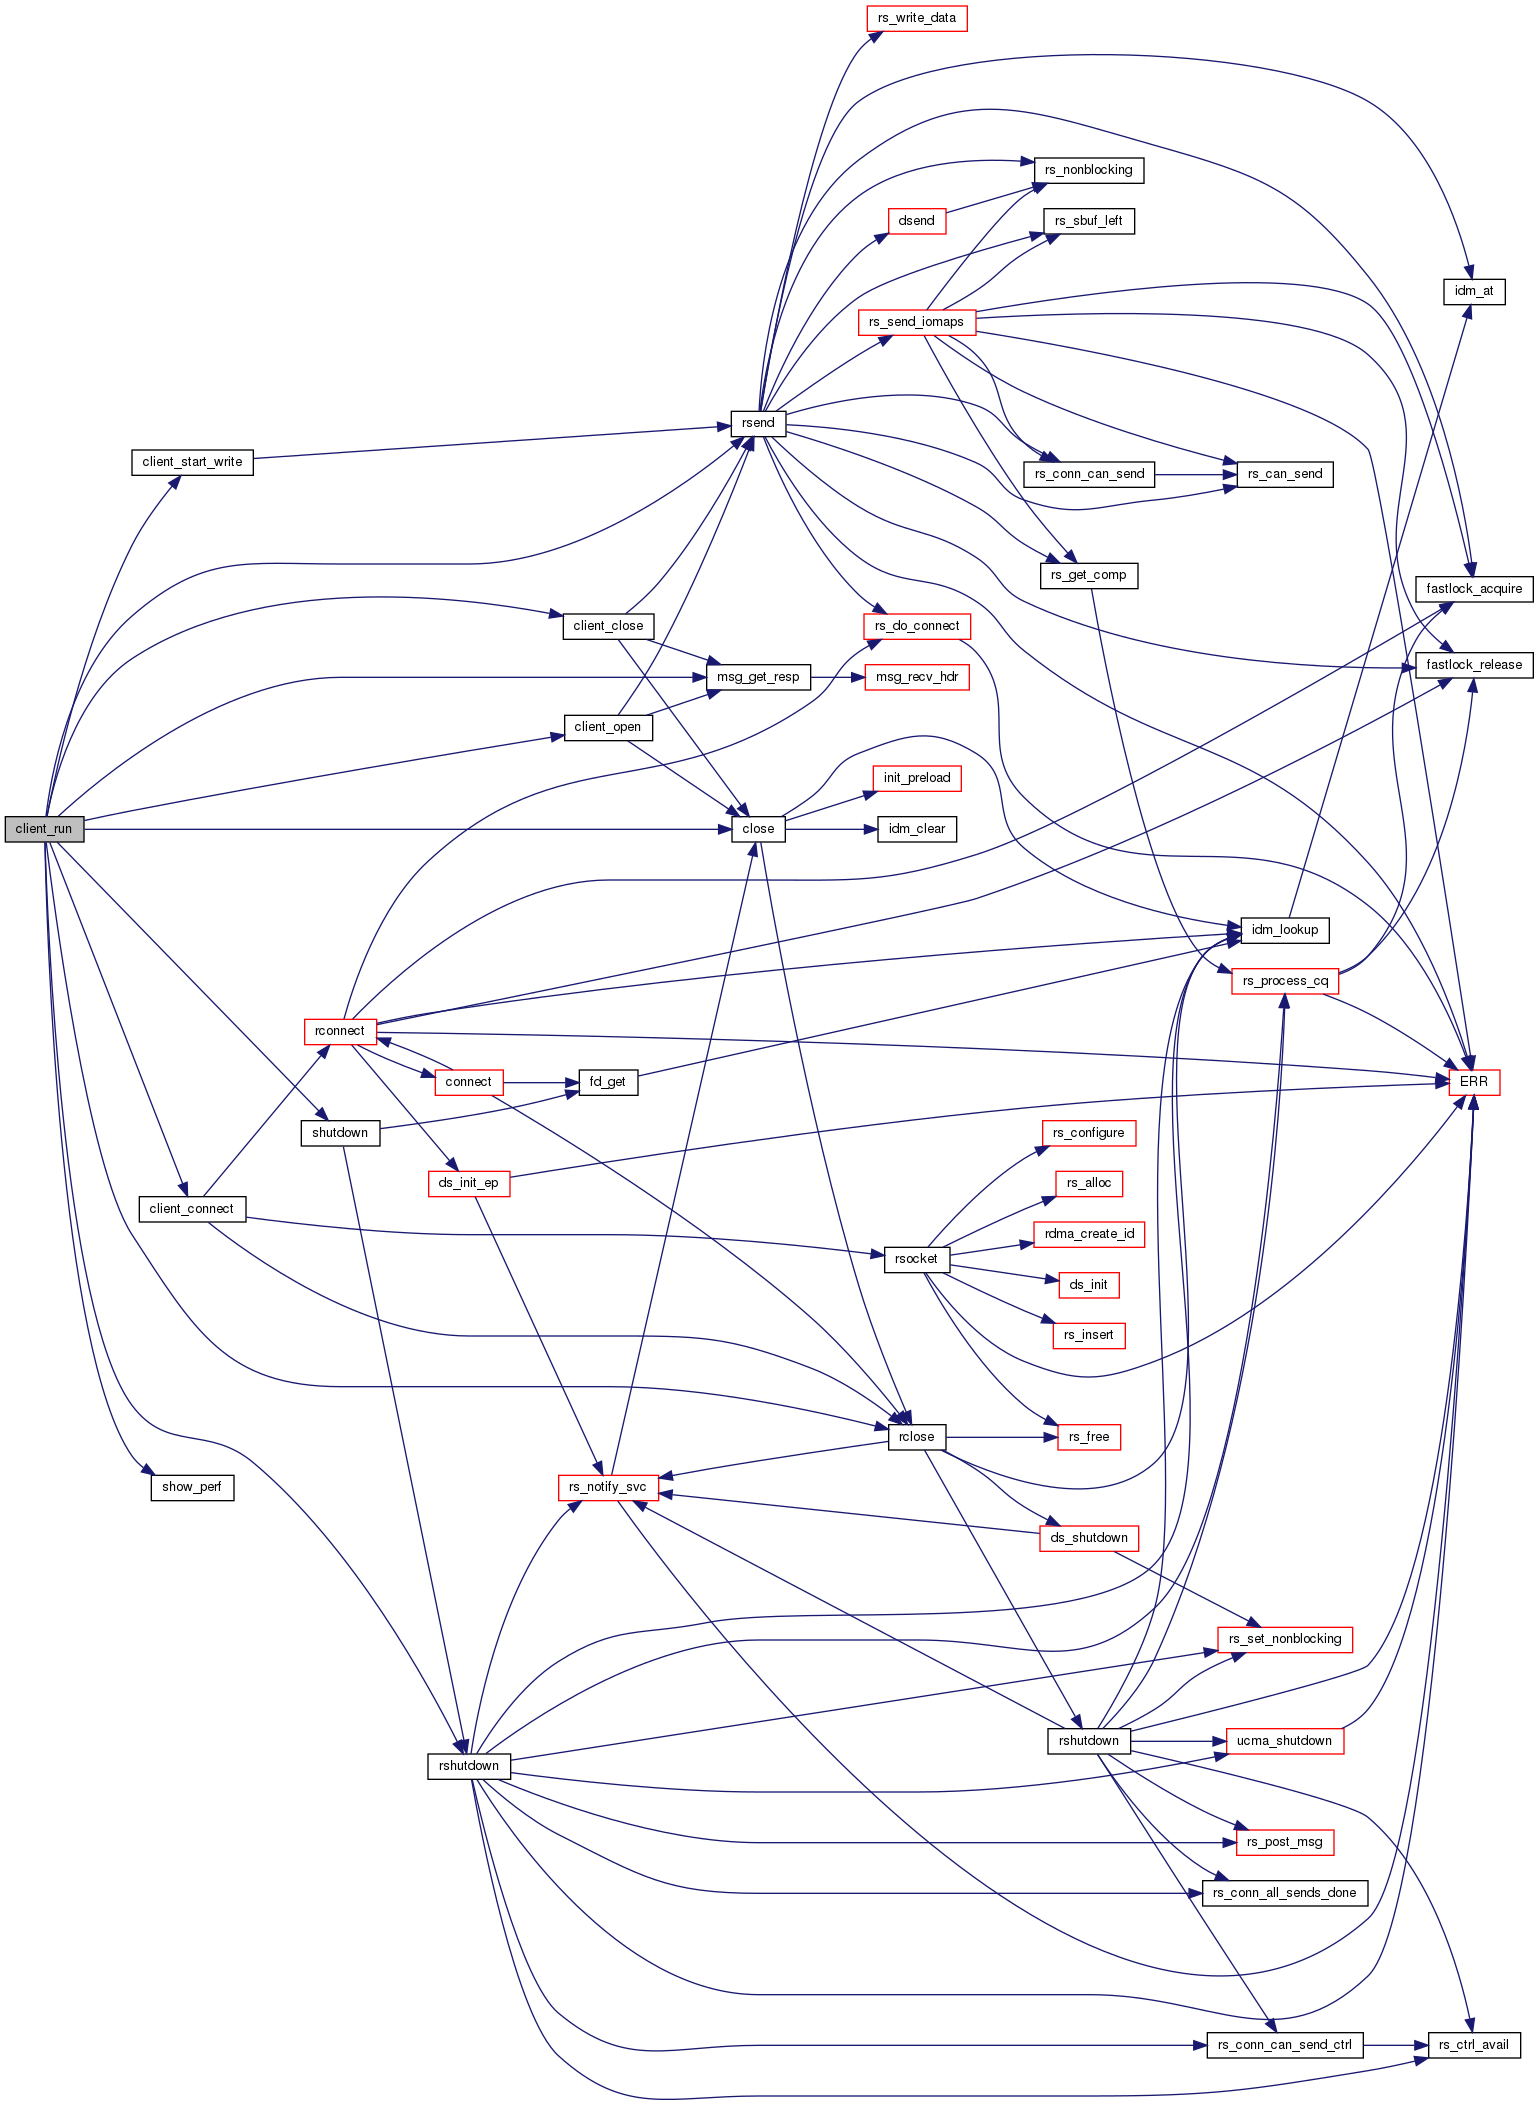 rs_write_data
rs_nonblocking
dsend
rs_sbuf_left
idm_at
rs_send_iomaps
rsend
client_start_write
rs_conn_can_send
rs_can_send
rs_get_comp
fastlock_acquire
client_close
rs_do_connect
fastlock_release
msg_get_resp
msg_recv_hdr
client_open
init_preload
client_run
close
idm_clear
idm_lookup
rs_process_cq
rconnect
connect
fd_get
ERR
shutdown
rs_configure
ds_init_ep
rs_alloc
client_connect
rdma_create_id
rsocket
ds_init
rs_insert
rclose
rs_free
show_perf
rs_notify_svc
ds_shutdown
rs_set_nonblocking
rshutdown
ucma_shutdown
rshutdown
rs_post_msg
rs_conn_all_sends_done
rs_conn_can_send_ctrl
rs_ctrl_avail